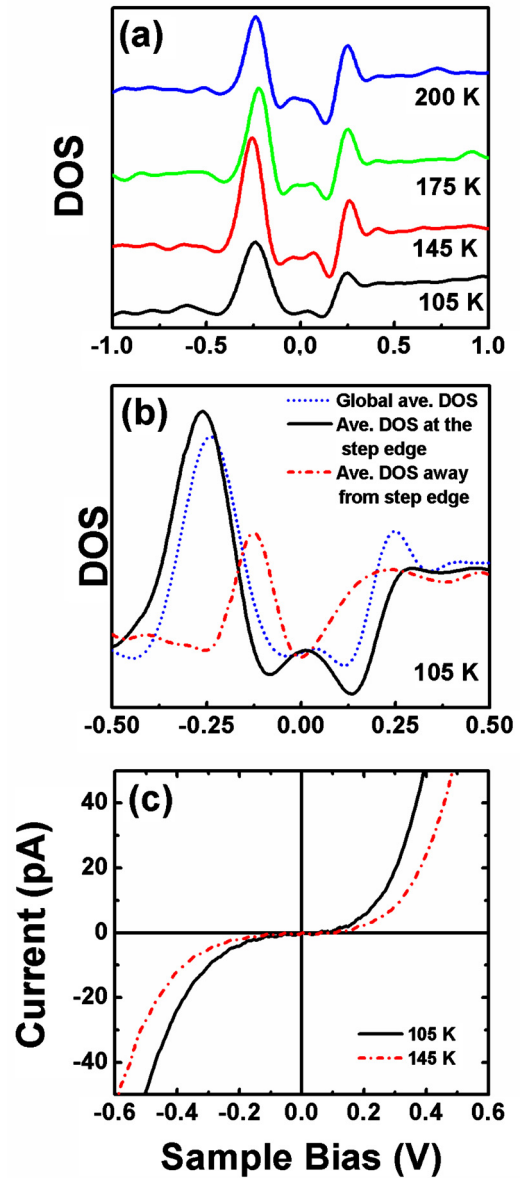 (a)
200 K
175 K
145 K
105 K
DOS
-1.0 -0.5 0.0 0.5 1.0
(b)
Global ave. DOS
Ave. DOS at the
step edge
Ave. DOS away
from step edge
DOS
105 K
-0.50 -0.25 0.00 0.25 0.50
(c)
40
20
0
-20
-40
Current (pA)
105 K
145 K
-0.6 -0.4 -0.2 0.0 0.2 0.4 0.6
Sample Bias (V)